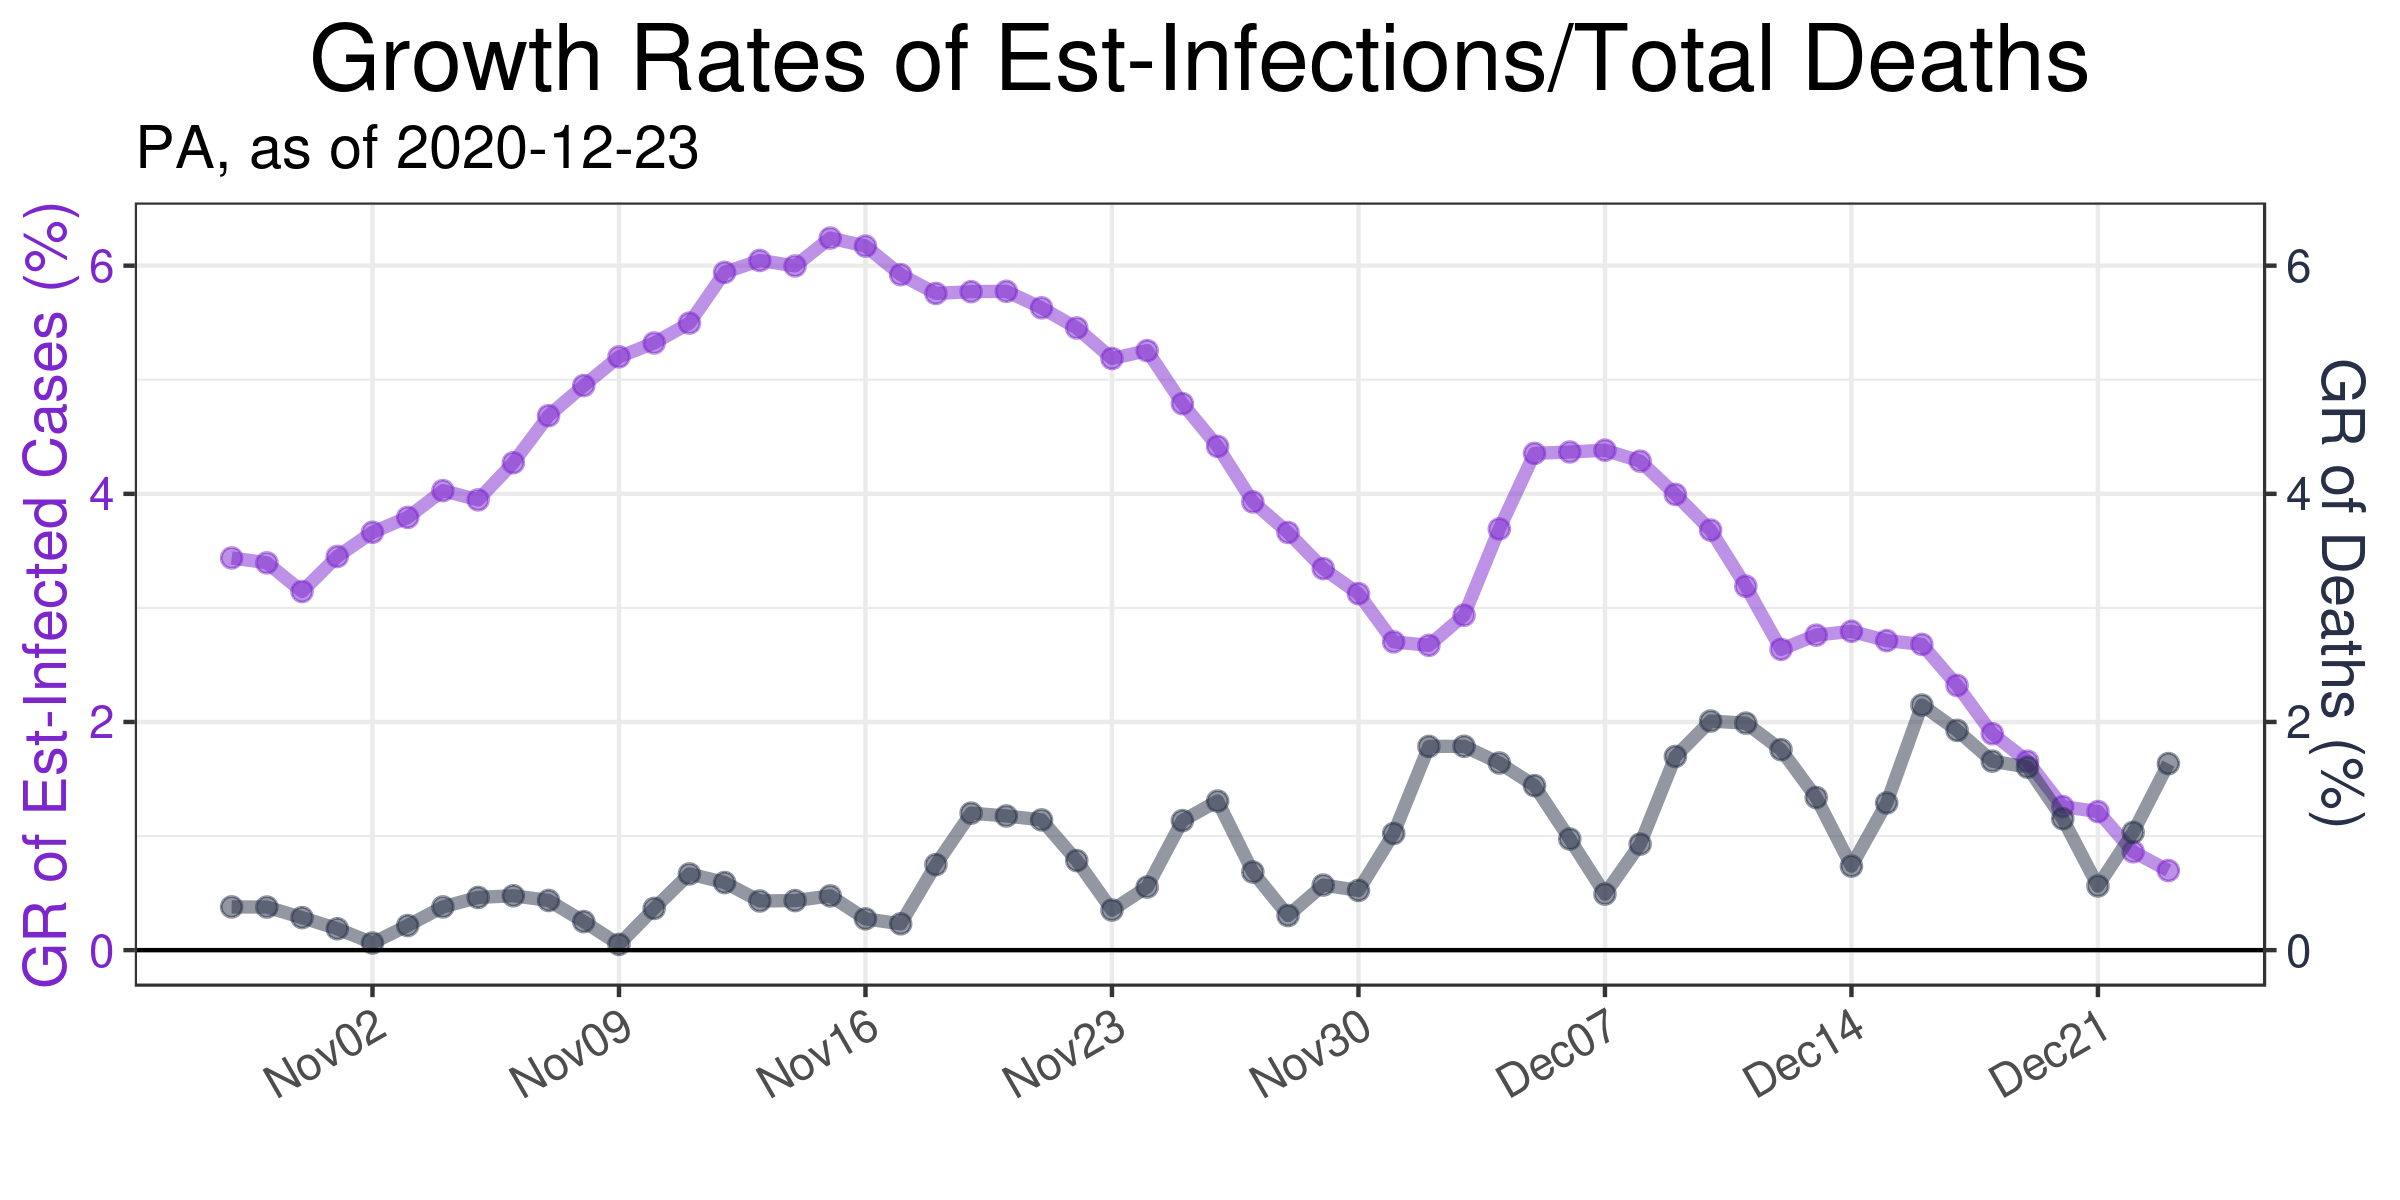 Growth Rates of Est-Infections/Total Deaths
PA, as of 2020-12-23
GR of Est-Infected Cases (%)
6
4
2
0
6
4
2
0
GR of Deaths (%)
Nov02
Nov09
Nov16
Nov23
Nov30
Dec07
Dec14
Dec21